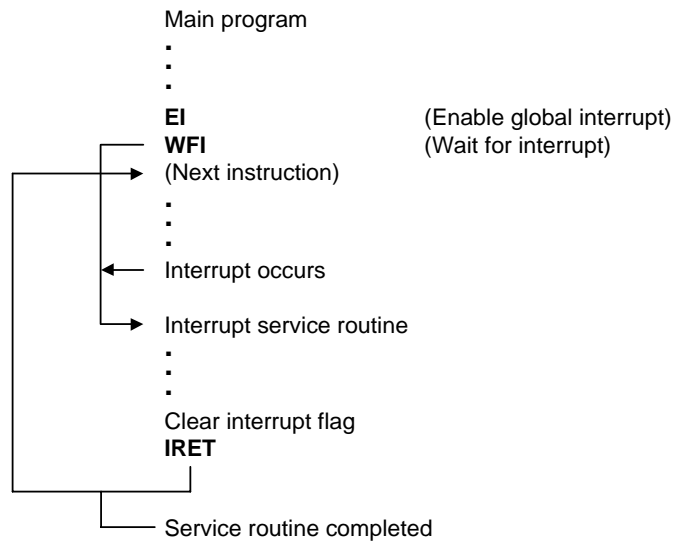 Main program
EI (Enable global interrupt)
WFI (Wait for interrupt)
(Next instruction)
Interrupt occurs
Interrupt service routine
Clear interrupt flag
IRET
Service routine completed